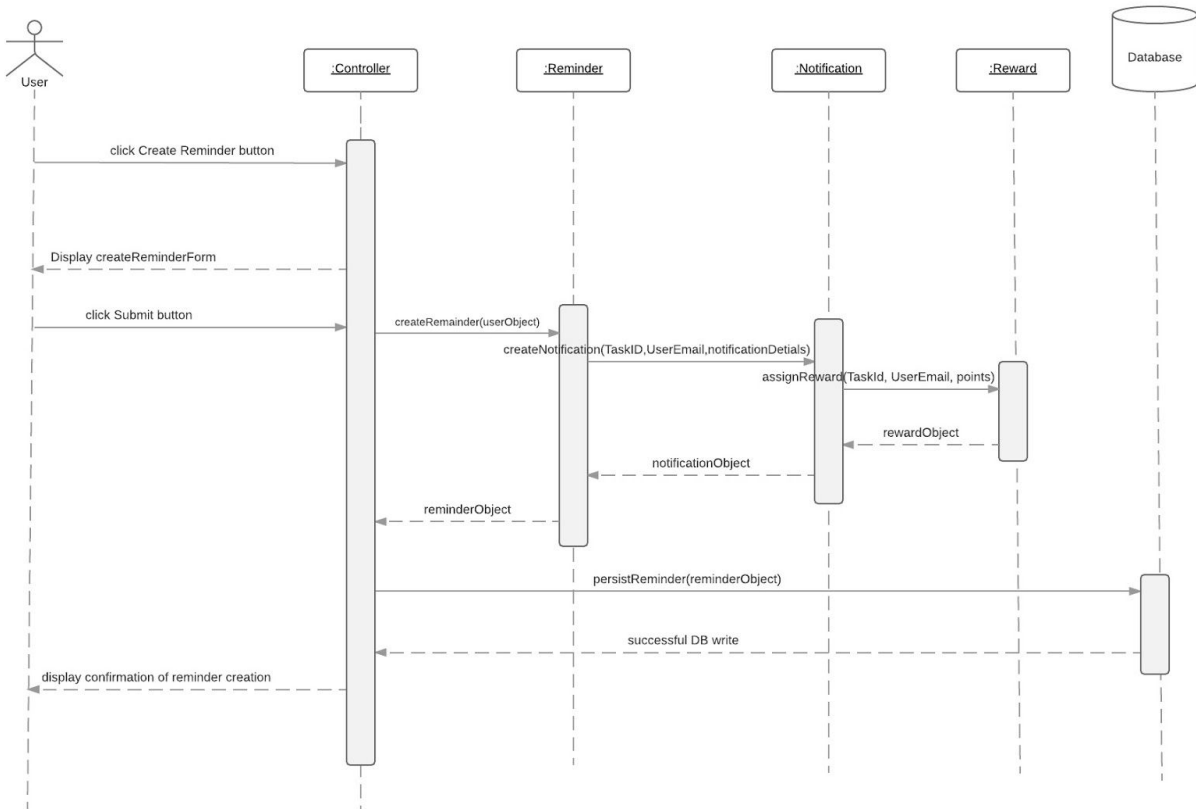 User
:Controller
:Reminder
:Notification
:Reward
Database
click Create Reminder button
Display createReminderForm
click Submit button
createRemainder(userObject)
createNotification(TaskID,UserEmail,notificationDetials)
assignReward(TaskId, UserEmail, points)
rewardObject
notificationObject
reminderObject
persistReminder(reminderObject)
successful DB write
display confirmation of reminder creation